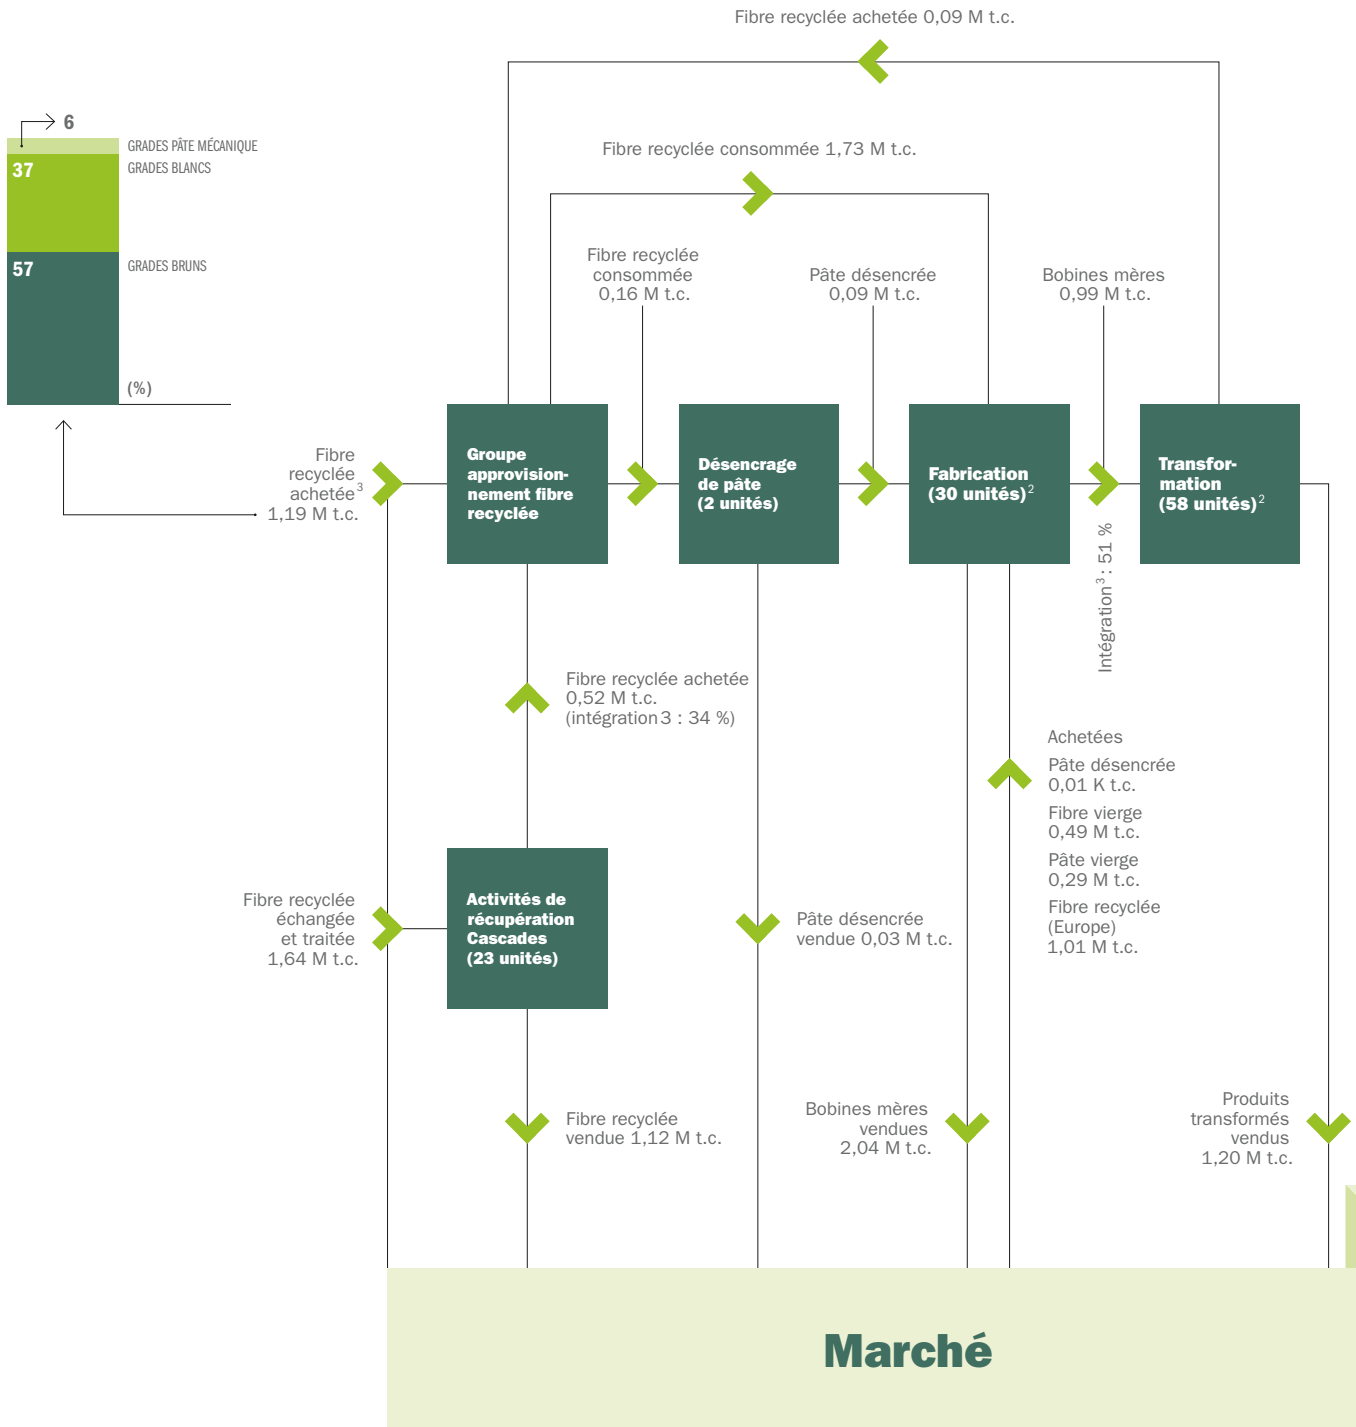 Fibre recyclée achetée 0,09 M t.c.
6
GRADES PÂTE MÉCANIQUE
37
GRADES BLANCS
57
GRADES BRUNS
(%)
Fibre recyclée consommée 1,73 M t.c.
Fibre recyclée
consommée
0,16 M t.c.
Pâte désencrée
0,09 M t.c.
Bobines mères
0,99 M t.c.
Fibre
recyclée
achetée³
1,19 M t.c.
Groupe
approvision-
nement fibre
recyclée
Désencrage
de pâte
(2 unités)
Fabrication
(30 unités)²
Transfor-
mation
(58 unités)²
Intégration³ : 51 %
Fibre recyclée achetée
0,52 M t.c.
(intégration 3 : 34 %)
Achetées
Pâte désencrée
0,01 K t.c.
Fibre vierge
0,49 M t.c.
Pâte vierge
0,29 M t.c.
Fibre recyclée
(Europe)
1,01 M t.c.
Fibre recyclée
échangée
et traitée
1,64 M t.c.
Activités de
récupération
Cascades
(23 unités)
Pâte désencrée
vendue 0,03 M t.c.
Fibre recyclée
vendue 1,12 M t.c.
Bobines mères
vendues
2,04 M t.c.
Produits
transformés
vendus
1,20 M t.c.
Marché